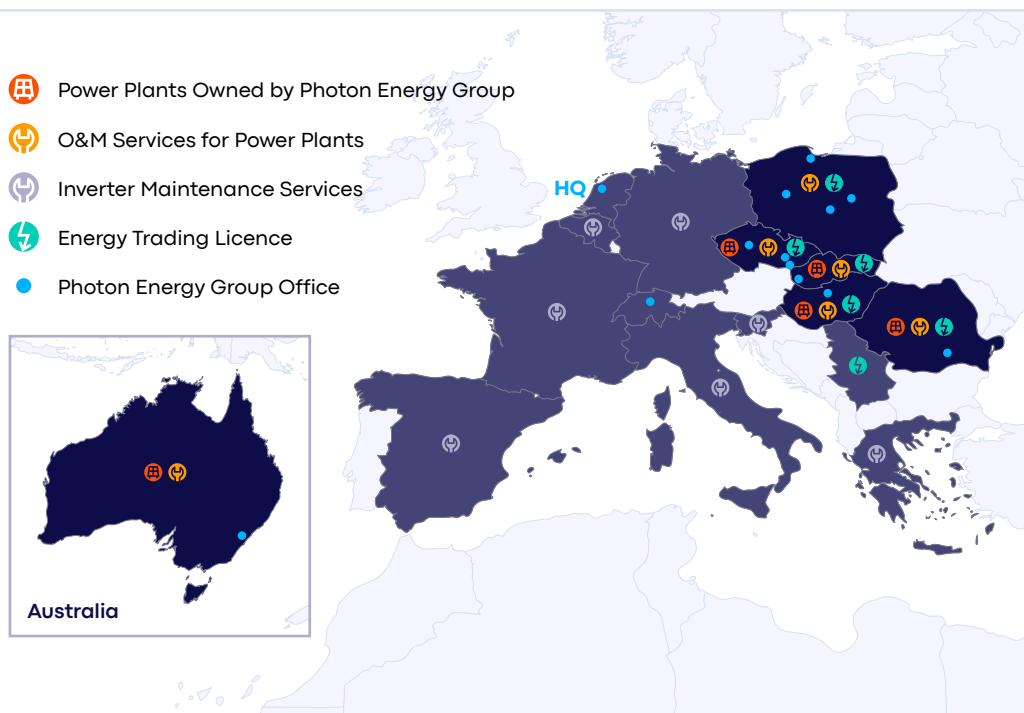 Power Plants Owned by Photon Energy Group
O&M Services for Power Plants
Inverter Maintenance Services
HQ
Energy Trading Licence
Photon Energy Group Office
Australia